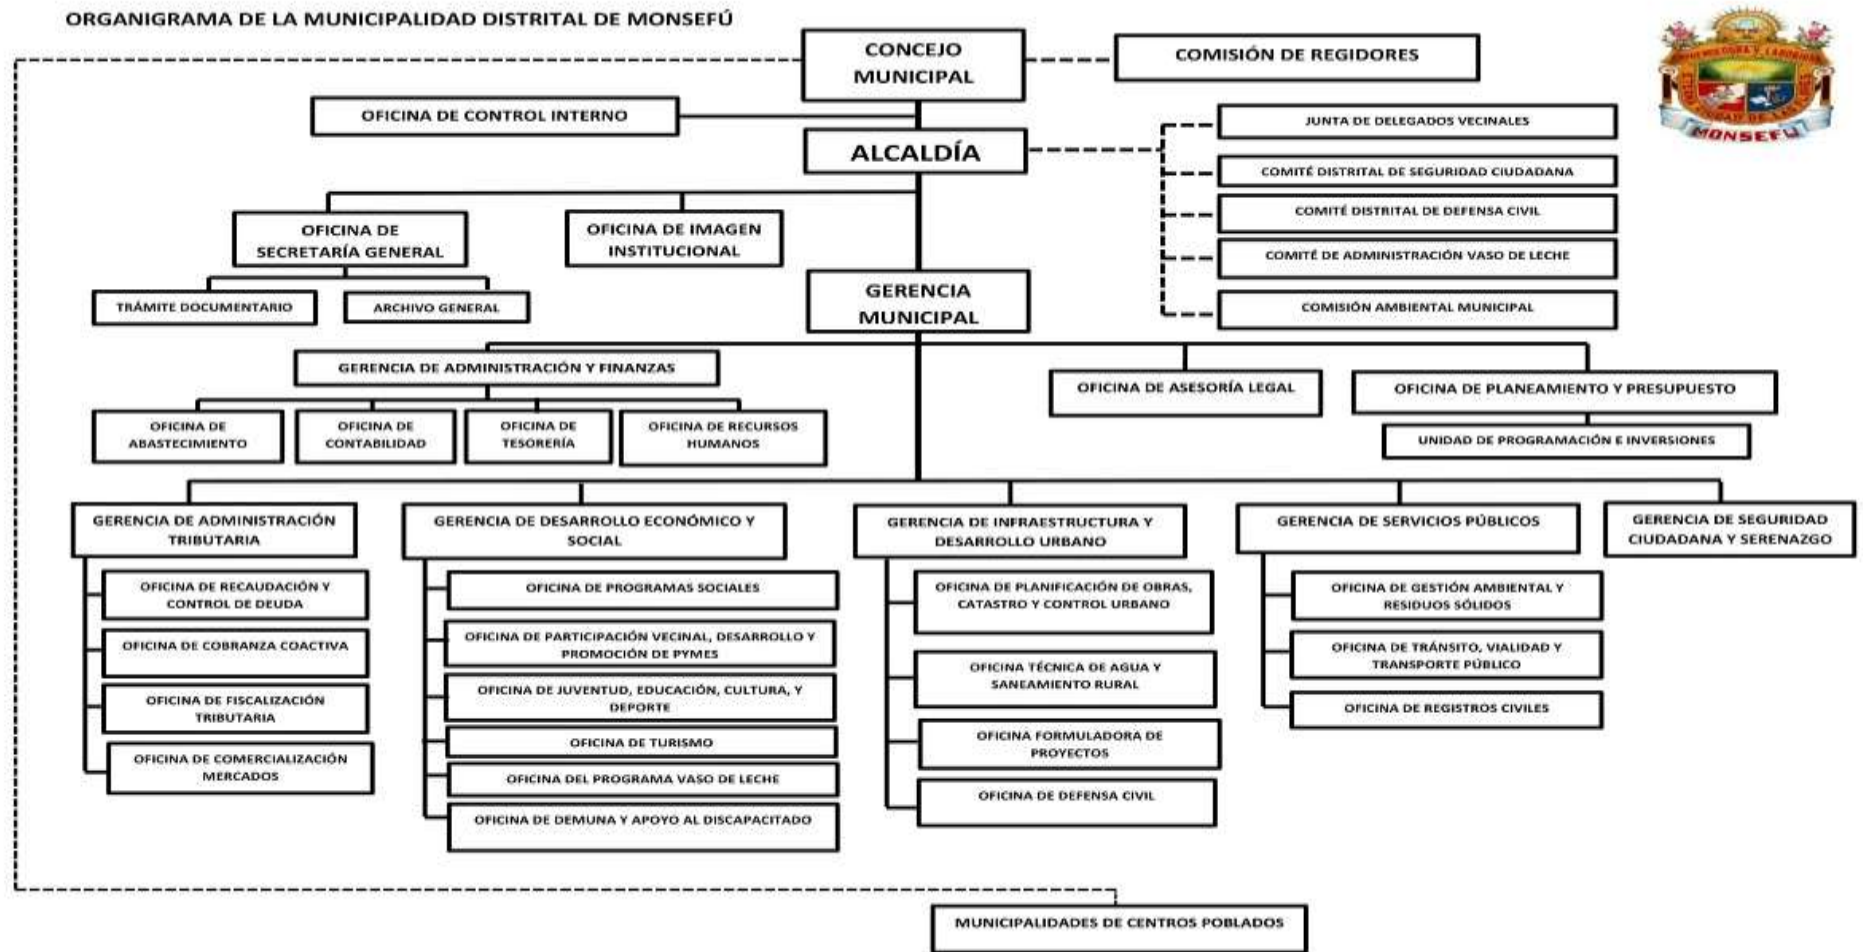 ORGANIGRAMA DE LA MUNICIPALIDAD DISTRITAL DE MONSEFÚ
CONCEJO
MUNICIPAL
COMISIÓN DE REGIDORES
OFICINA DE CONTROL INTERNO
ALCALDÍA
JUNTA DE DELEGADOS VECINALES
COMITÉ DISTRITAL DE SEGURIDAD CIUDADANA
COMITÉ DISTRITAL DE DEFENSA CIVIL
COMITÉ DE ADMINISTRACIÓN VASO DE LECHE
COMISIÓN AMBIENTAL MUNICIPAL
MONSEFÚ
OFICINA DE
SECRETARÍA GENERAL
OFICINA DE IMAGEN
INSTITUCIONAL
TRÁMITE DOCUMENTARIO
ARCHIVO GENERAL
GERENCIA
MUNICIPAL
GERENCIA DE ADMINISTRACIÓN Y FINANZAS
OFICINA DE ASESORÍA LEGAL
OFICINA DE PLANEAMIENTO Y PRESUPUESTO
UNIDAD DE PROGRAMACIÓN E INVERSIONES
OFICINA DE
ABASTECIMIENTO
OFICINA DE
CONTABILIDAD
OFICINA DE
TESORERÍA
OFICINA DE RECURSOS
HUMANOS
GERENCIA DE ADMINISTRACIÓN
TRIBUTARIA
OFICINA DE RECAUDACIÓN Y
CONTROL DE DEUDA
OFICINA DE COBRANZA COACTIVA
OFICINA DE FISCALIZACIÓN
TRIBUTARIA
OFICINA DE COMERCIALIZACIÓN
MERCADOS
GERENCIA DE DESARROLLO ECONÓMICO Y
SOCIAL
OFICINA DE PROGRAMAS SOCIALES
OFICINA DE PARTICIPACIÓN VECINAL, DESARROLLO Y
PROMOCIÓN DE PYMES
OFICINA DE JUVENTUD, EDUCACIÓN, CULTURA, Y
DEPORTE
OFICINA DE TURISMO
OFICINA DEL PROGRAMA VASO DE LECHE
OFICINA DE DEMUNA Y APOYO AL DISCAPACITADO
GERENCIA DE INFRAESTRUCTURA Y
DESARROLLO URBANO
OFICINA DE PLANIFICACIÓN DE OBRAS,
CATASTRO Y CONTROL URBANO
OFICINA TÉCNICA DE AGUA Y
SANEAMIENTO RURAL
OFICINA FORMULADORA DE
PROYECTOS
OFICINA DE DEFENSA CIVIL
GERENCIA DE SERVICIOS PÚBLICOS
OFICINA DE GESTIÓN AMBIENTAL Y
RESIDUOS SÓLIDOS
OFICINA DE TRÁNSITO, VIALIDAD Y
TRANSPORTE PÚBLICO
OFICINA DE REGISTROS CIVILES
GERENCIA DE SEGURIDAD
CIUDADANA Y SERENAZGO
MUNICIPALIDADES DE CENTROS POBLADOS